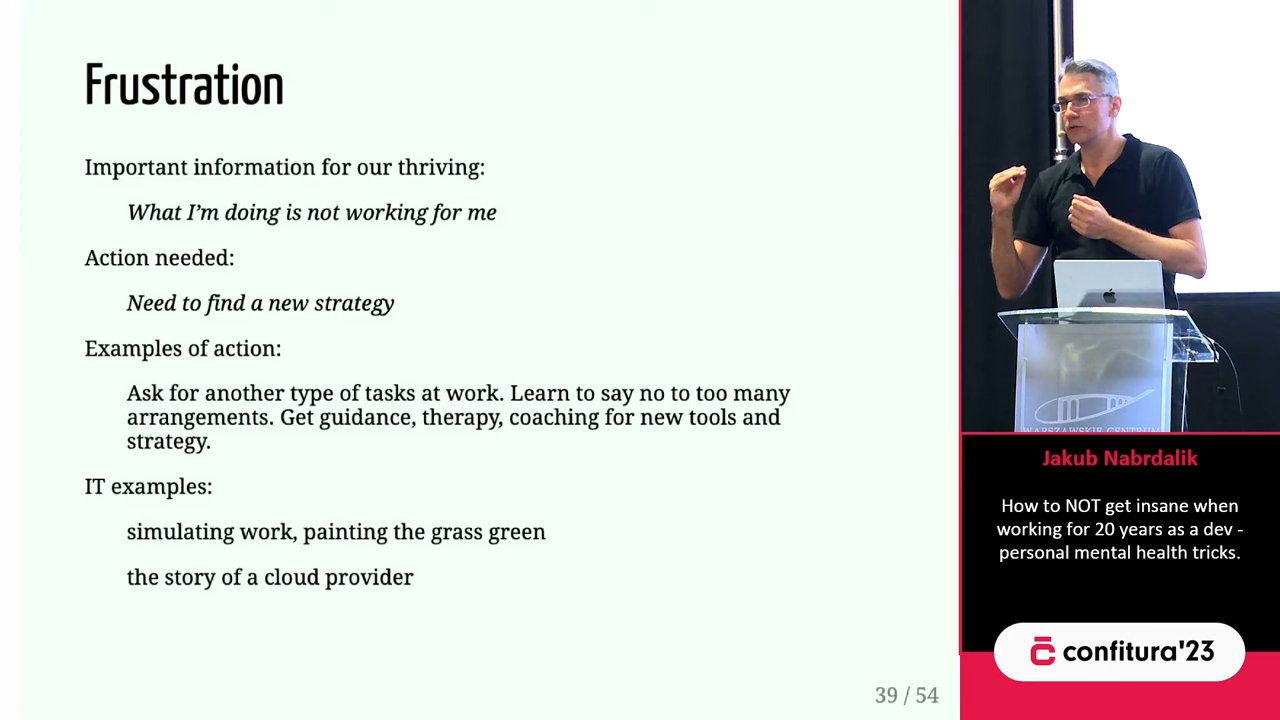 Frustration
Important information for our thriving:
What I'm doing is not working for me
Action needed:
Need to find a new strategy
Examples of action:
Ask for another type of tasks at work. Learn to say no to too many
arrangements. Get guidance, therapy, coaching for new tools and
strategy.
IT examples:
simulating work, painting the grass green
the story of a cloud provider
39 / 54
WARSZAWSKIE CENTRUM
Jakub Nabrdalik
How to NOT get insane when
working for 20 years as a dev -
personal mental health tricks.
confitura'23